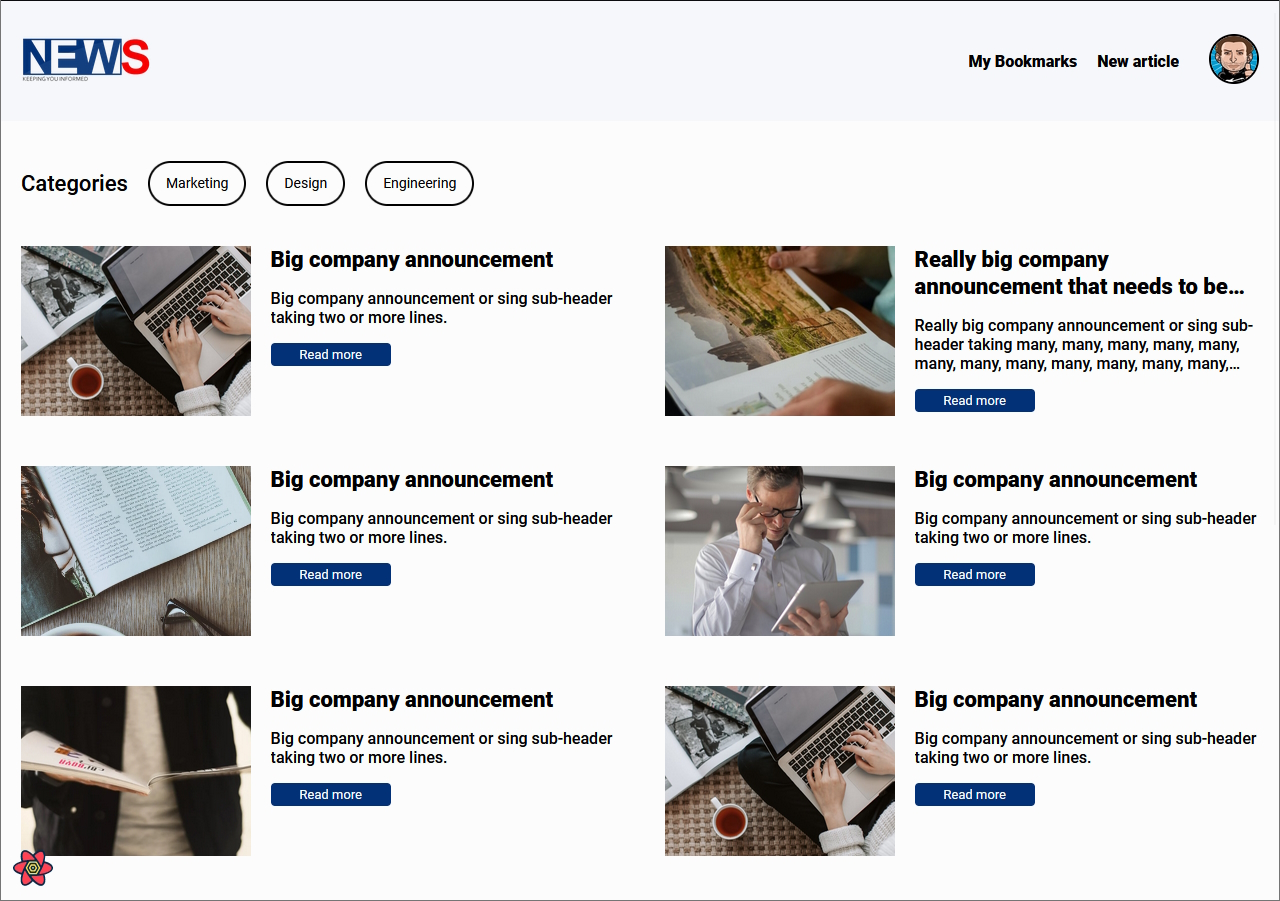 NEWS
KEEPING YOU INFORMED
My Bookmarks
New article
Categories
Marketing
Design
Engineering
Big company announcement
Big company announcement or sing sub-header
taking two or more lines.
Read more
Really big company
announcement that needs to be…
Really big company announcement or sing sub-
header taking many, many, many, many, many,
many, many, many, many, many, many, many,…
Read more
Big company announcement
Big company announcement or sing sub-header
taking two or more lines.
Read more
Big company announcement
Big company announcement or sing sub-header
taking two or more lines.
Read more
Big company announcement
Big company announcement or sing sub-header
taking two or more lines.
Read more
Big company announcement
Big company announcement or sing sub-header
taking two or more lines.
Read more